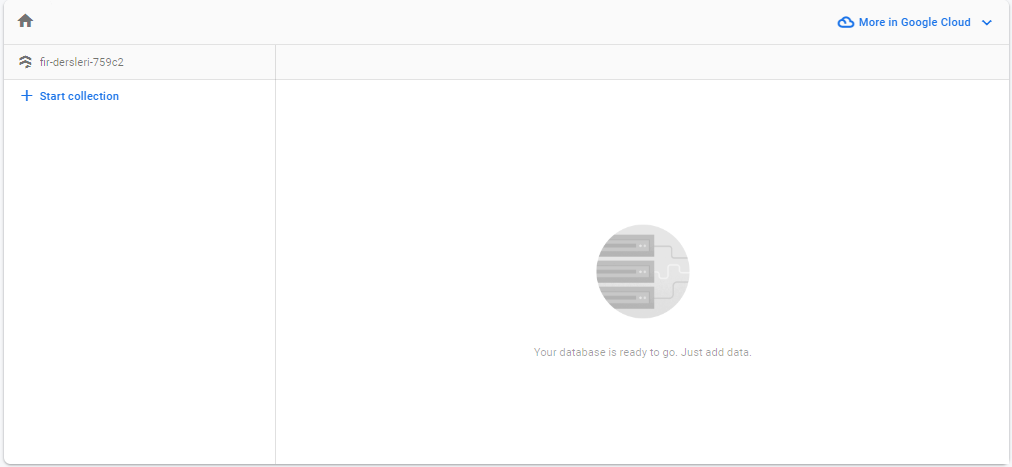 More in Google Cloud
fir-dersleri-759c2
Start collection
Your database is ready to go. Just add data.